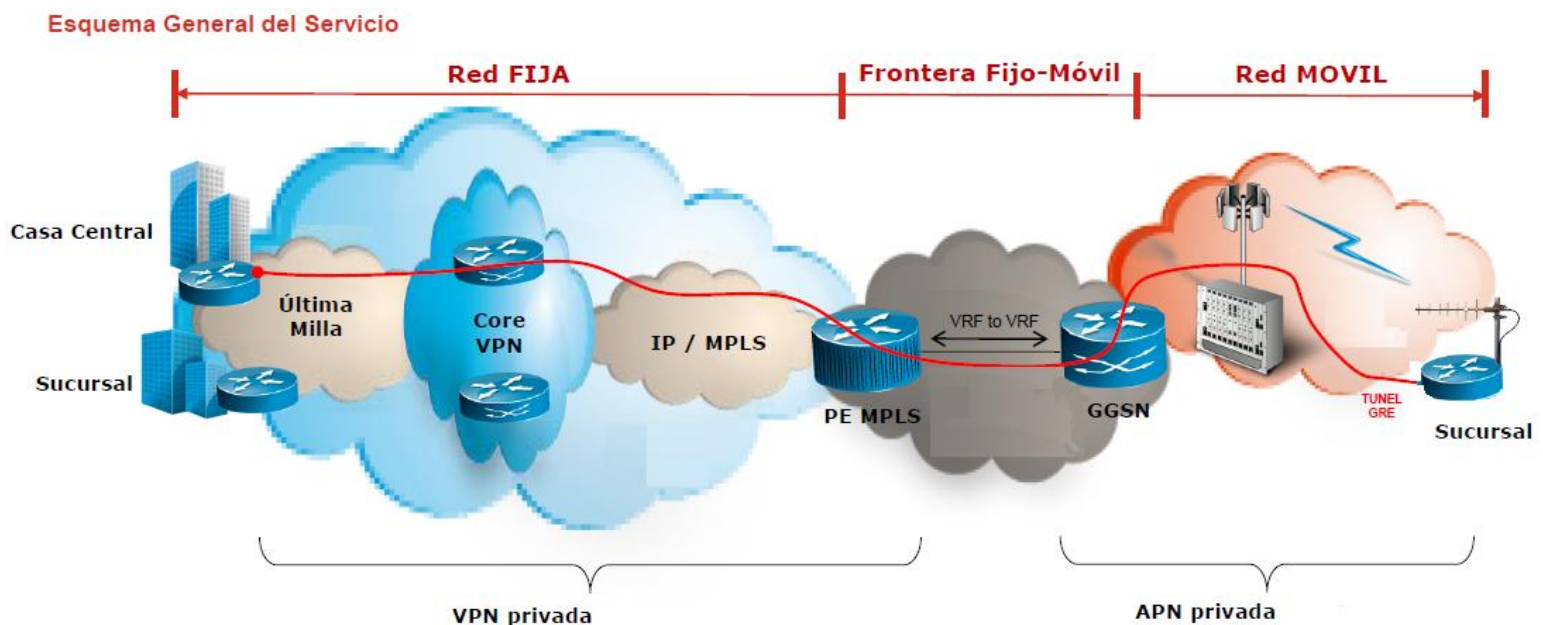 Esquema General del Servicio
Red FIJA
Frontera Fijo-Móvil
Red MOVIL
Casa Central
Última
Milla
Core
VPN
IP / MPLS
VRF to VRF
Sucursal
PE MPLS
GGSN
TUNEL
GRE
Sucursal
VPN privada
APN privada